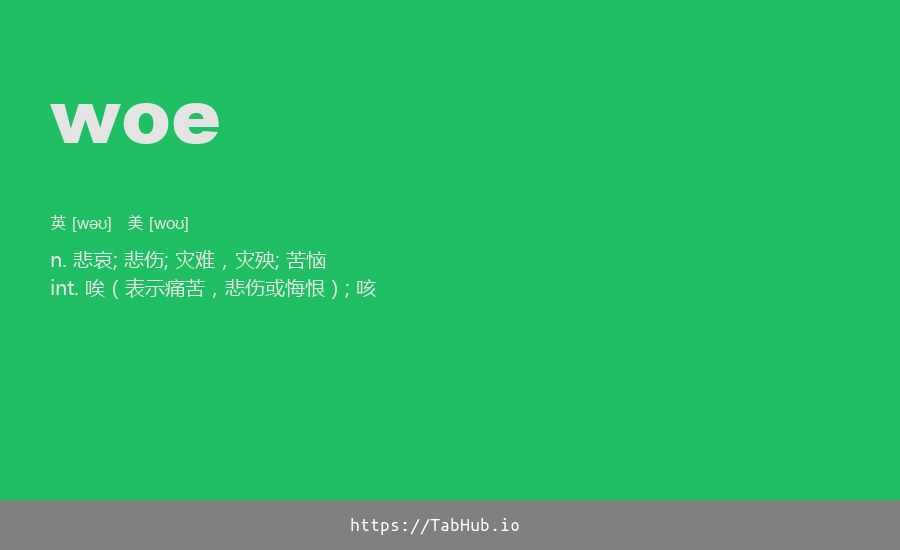 woe
英 [wəʊ] 美 [woʊ]
n. 悲哀; 悲伤; 灾难，灾殃; 苦恼
int. 唉（表示痛苦，悲伤或悔恨）; 咳
https://TabHub.io